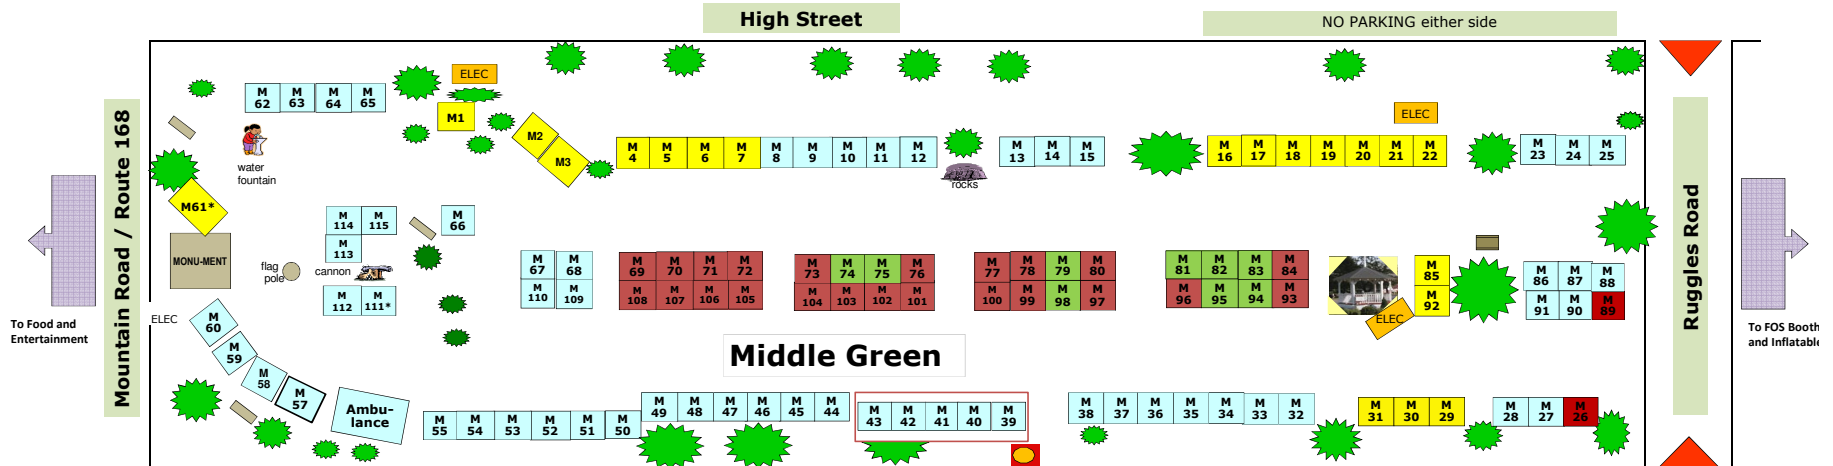 High Street
NO PARKING either side
ELEC
M 62 M 63 M 64 M 65
M1
ELEC
M2
M3
M 4 M 5 M 6 M 7 M 8 M 9 M 10 M 11 M 12
M 13 M 14 M 15
M 16 M 17 M 18 M 19 M 20 M 21 M 22
M 23 M 24 M 25
water
fountain
rocks
Mountain Road / Route 168
Ruggles Road
M61*
M 114 M 115
M 66
M 113
MONU-MENT
flag
pole
cannon
M 112 M 111*
M 67 M 68
M 110 M 109
M 69 M 70 M 71 M 72
M 108 M 107 M 106 M 105
M 73 M 74 M 75 M 76
M 104 M 103 M 102 M 101
M 77 M 78 M 79 M 80
M 100 M 99 M 98 M 97
M 81 M 82 M 83 M 84
M 96 M 95 M 94 M 93
M 85
M 92
ELEC
M 86 M 87 M 88
M 91 M 90 M 89
To Food and
Entertainment
ELEC
To FOS Booth
and Inflatable
M 60
M 59
M 58
M 57
Middle Green
Ambu-
lance
M 55 M 54 M 53 M 52 M 51 M 50
M 49 M 48 M 47 M 46 M 45 M 44
M 43 M 42 M 41 M 40 M 39
M 38 M 37 M 36 M 35 M 34 M 33 M 32
M 31 M 30 M 29
M 28 M 27 M 26